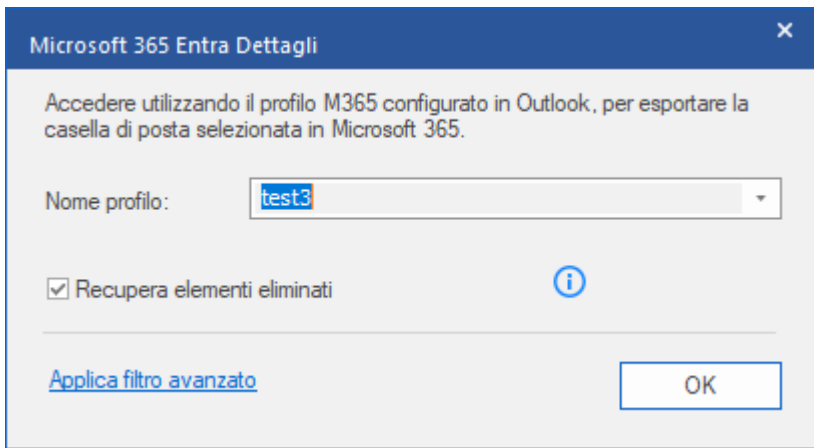 Microsoft 365 Entra Dettagli
Accedere utilizzando il profilo M365 configurato in Outlook, per esportare la
casella di posta selezionata in Microsoft 365.
Nome profilo: test3
Recupera elementi eliminati
Applica filtro avanzato OK